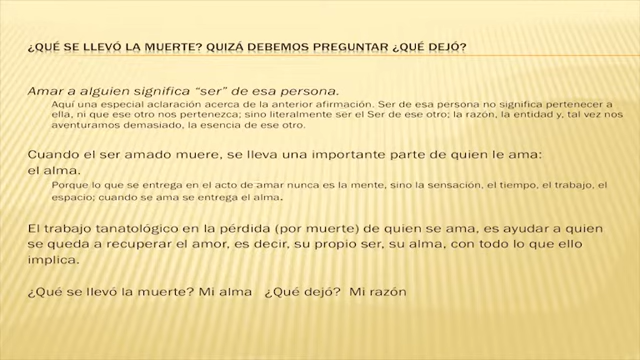 ¿QUÉ SE LLEVÓ LA MUERTE? QUIZÁ DEBEMOS PREGUNTAR ¿QUÉ DEJÓ?
Amar a alguien significa “ser” de esa persona.
Aquí una especial aclaración acerca de la anterior afirmación. Ser de esa persona no significa pertenecer a
ella, ni que ese otro nos pertenezca; sino literalmente ser el Ser de ese otro; la razón, la entidad y, tal vez nos
aventuramos demasiado, la esencia de ese otro.
Cuando el ser amado muere, se lleva una importante parte de quien le ama:
el alma.
Porque lo que se entrega en el acto de amar nunca es la mente, sino la sensación, el tiempo, el trabajo, el
espacio; cuando se ama se entrega el alma.
El trabajo tanatológico en la pérdida (por muerte) de quien se ama, es ayudar a quien
se queda a recuperar el amor, es decir, su propio ser, su alma, con todo lo que ello
implica.
¿Qué se llevó la muerte? Mi alma ¿Qué dejó? Mi razón